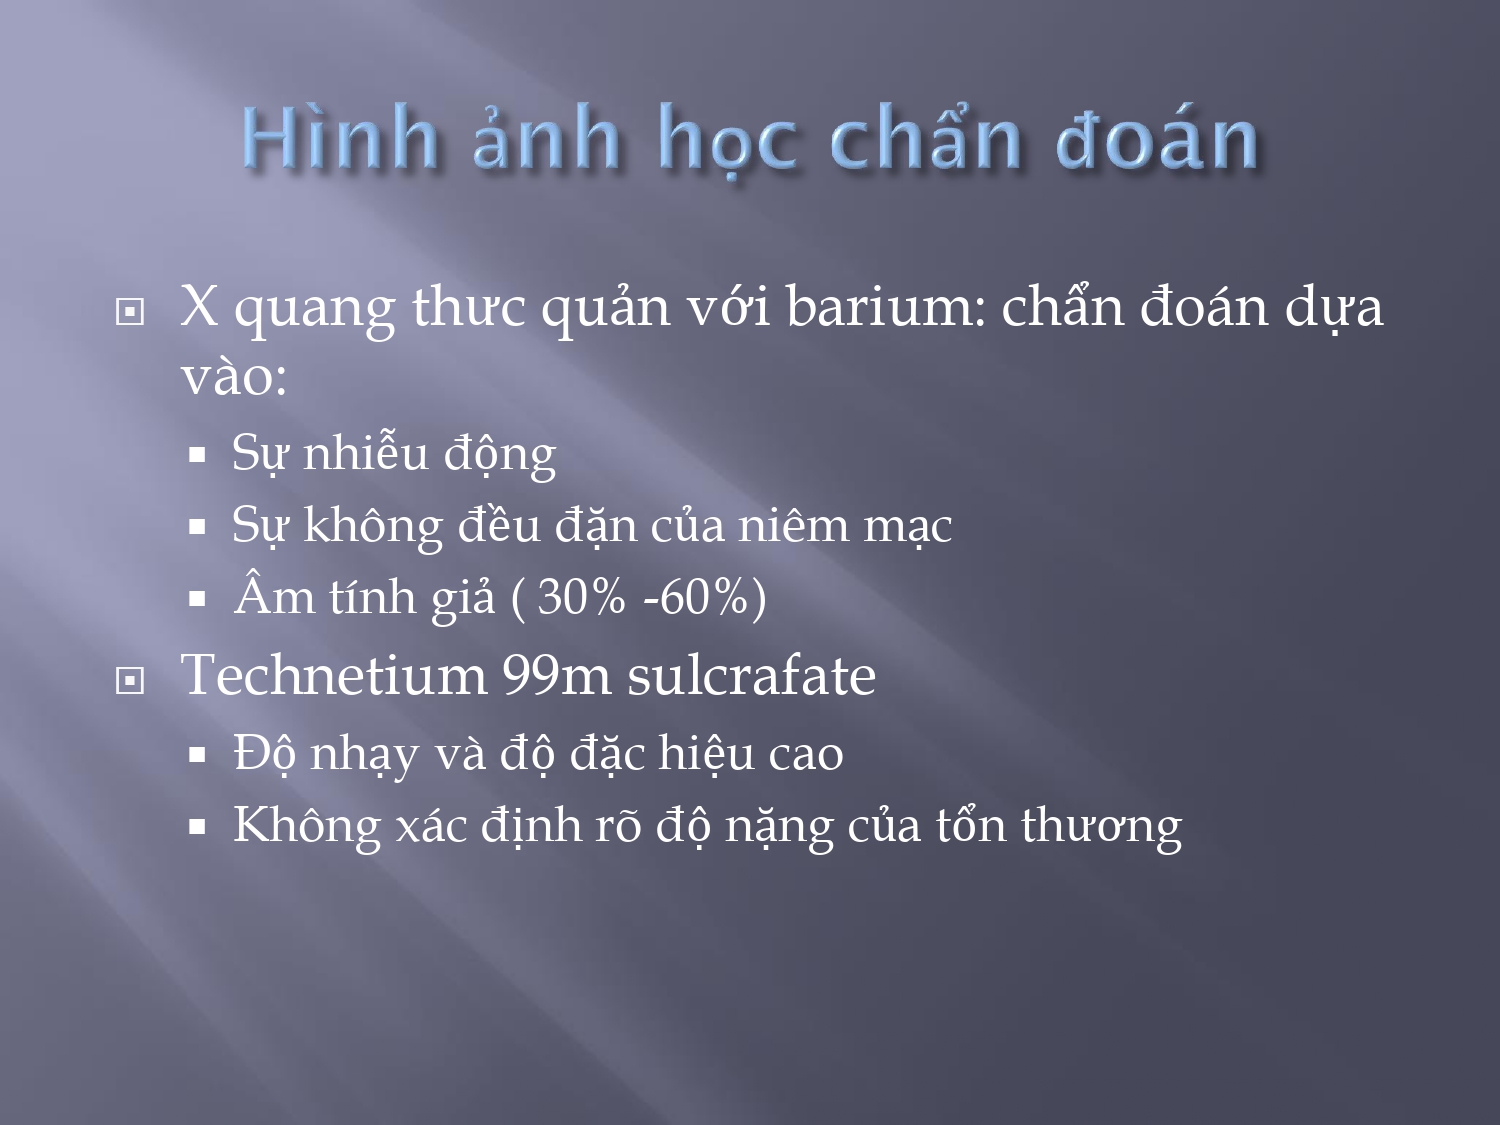 Hình ảnh học chẩn đoán
X quang thưc quản với barium: chẩn đoán dựa
vào:
Sự nhiễu động
Sự không đều đặn của niêm mạc
Âm tính giả ( 30% -60%)
Technetium 99m sulcrafate
Độ nhạy và độ đặc hiệu cao
Không xác định rõ độ nặng của tổn thương